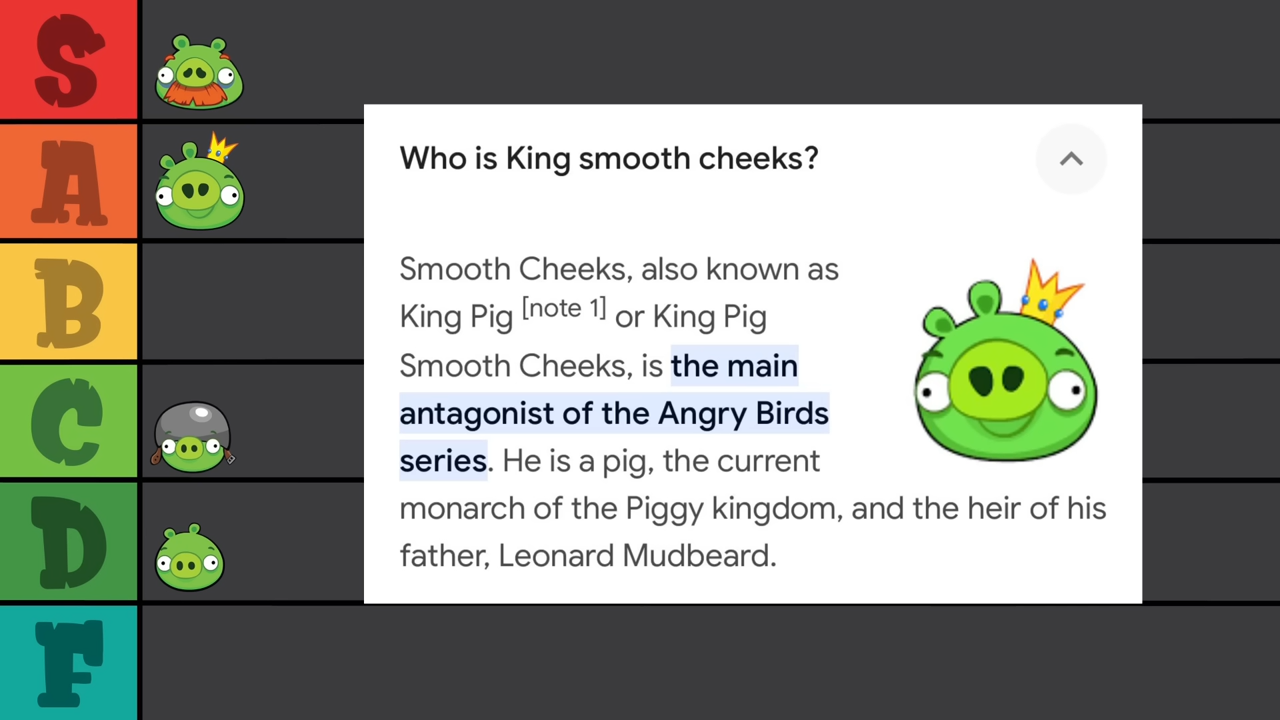 S
A
B
C
D
F
Who is King smooth cheeks?
Smooth Cheeks, also known as
King Pig [note 1] or King Pig
Smooth Cheeks, is the main
antagonist of the Angry Birds
series. He is a pig, the current
monarch of the Piggy kingdom, and the heir of his
father, Leonard Mudbeard.